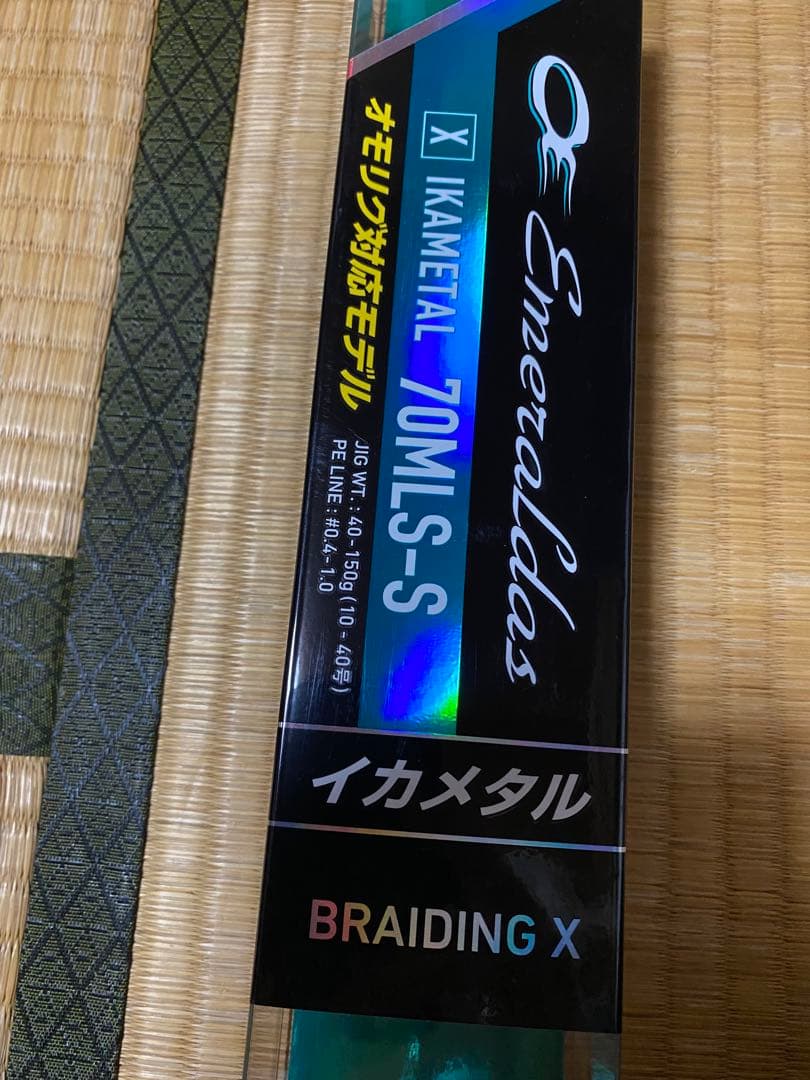 Emeraldas
X IKAMETAL 70MLS-S
オモリグ対応モデル
JIG WT. : 40-150g (10-40号)
PE LINE : #0.4-1.0
イカメタル
BRAIDING X